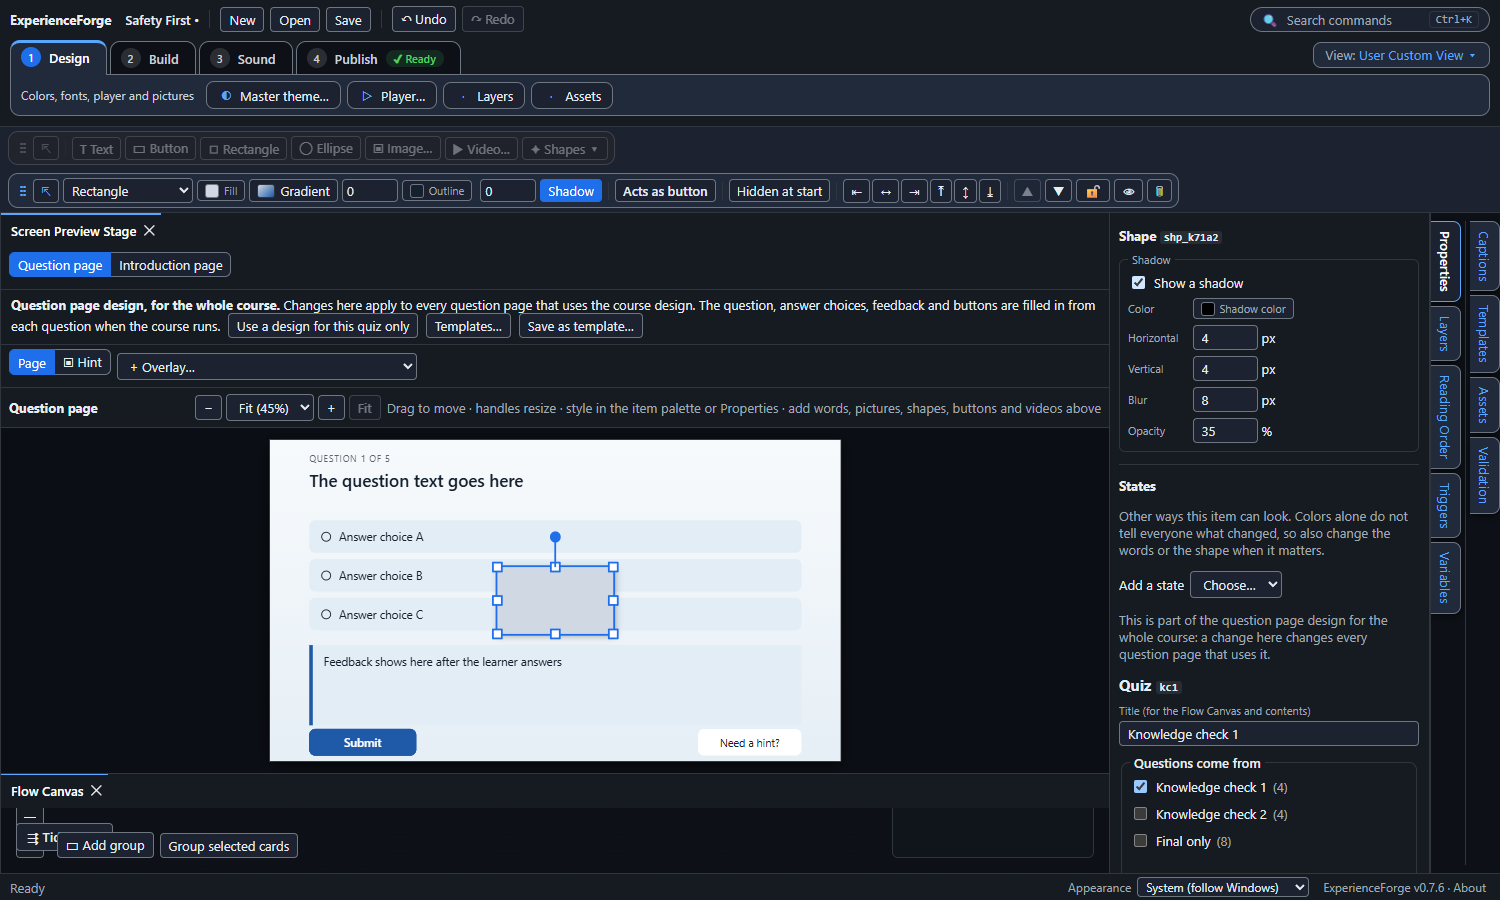 ExperienceForge Safety First • New Open Save Undo Redo Search commands Ctrl+K
1 Design 2 Build 3 Sound 4 Publish ✓ Ready View: User Custom View
Colors, fonts, player and pictures Master theme... Player... Layers Assets
T Text Button Rectangle Ellipse Image... Video... Shapes
Rectangle Fill Gradient 0 Outline 0 Shadow Acts as button Hidden at start
Screen Preview Stage
Question page Introduction page
Question page design, for the whole course. Changes here apply to every question page that uses the course design. The question, answer choices, feedback and buttons are filled in from
each question when the course runs. Use a design for this quiz only Templates... Save as template...
Page Hint + Overlay...
Question page − Fit (45%) + Fit Drag to move · handles resize · style in the item palette or Properties · add words, pictures, shapes, buttons and videos above
QUESTION 1 OF 5
The question text goes here
Answer choice A
Answer choice B
Answer choice C
Feedback shows here after the learner answers
Submit Need a hint?
Flow Canvas
Add group Group selected cards
Shape shp_k71a2
Shadow
Show a shadow
Color Shadow color
Horizontal 4 px
Vertical 4 px
Blur 8 px
Opacity 35 %
States
Other ways this item can look. Colors alone do not
tell everyone what changed, so also change the
words or the shape when it matters.
Add a state Choose...
This is part of the question page design for the
whole course: a change here changes every
question page that uses it.
Quiz kc1
Title (for the Flow Canvas and contents)
Knowledge check 1
Questions come from
Knowledge check 1 (4)
Knowledge check 2 (4)
Final only (8)
Properties
Layers
Reading Order
Triggers
Variables
Captions
Templates
Assets
Validation
Ready Appearance System (follow Windows) ExperienceForge v0.7.6 · About